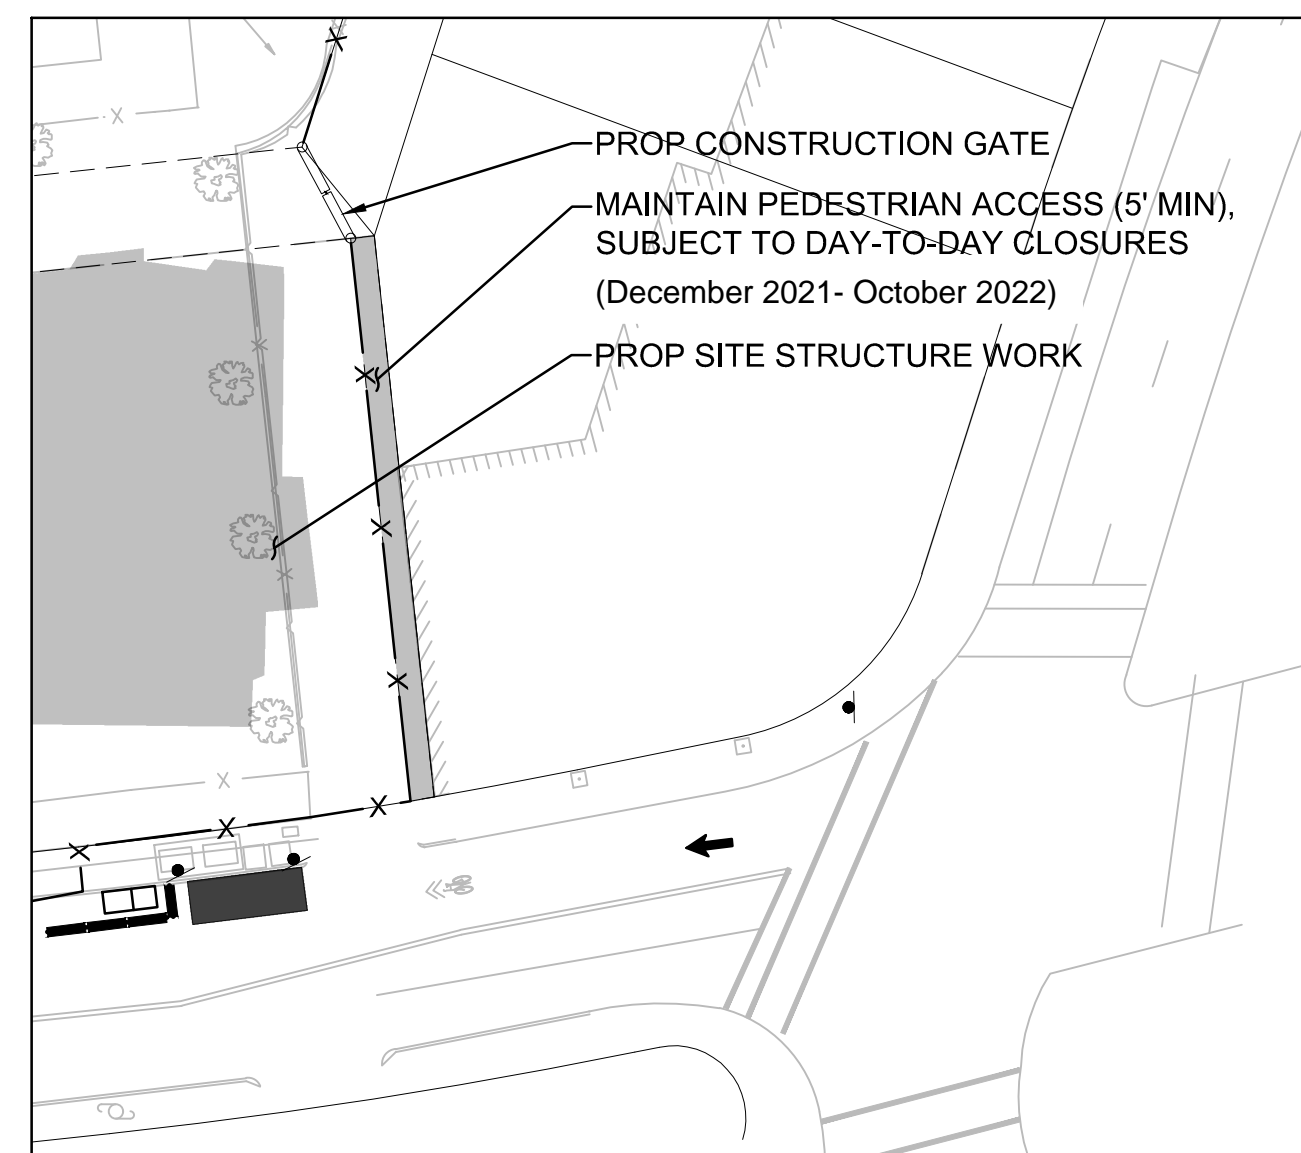 PROP CONSTRUCTION GATE
MAINTAIN PEDESTRIAN ACCESS (5' MIN),
SUBJECT TO DAY-TO-DAY CLOSURES
(December 2021- October 2022)
PROP SITE STRUCTURE WORK